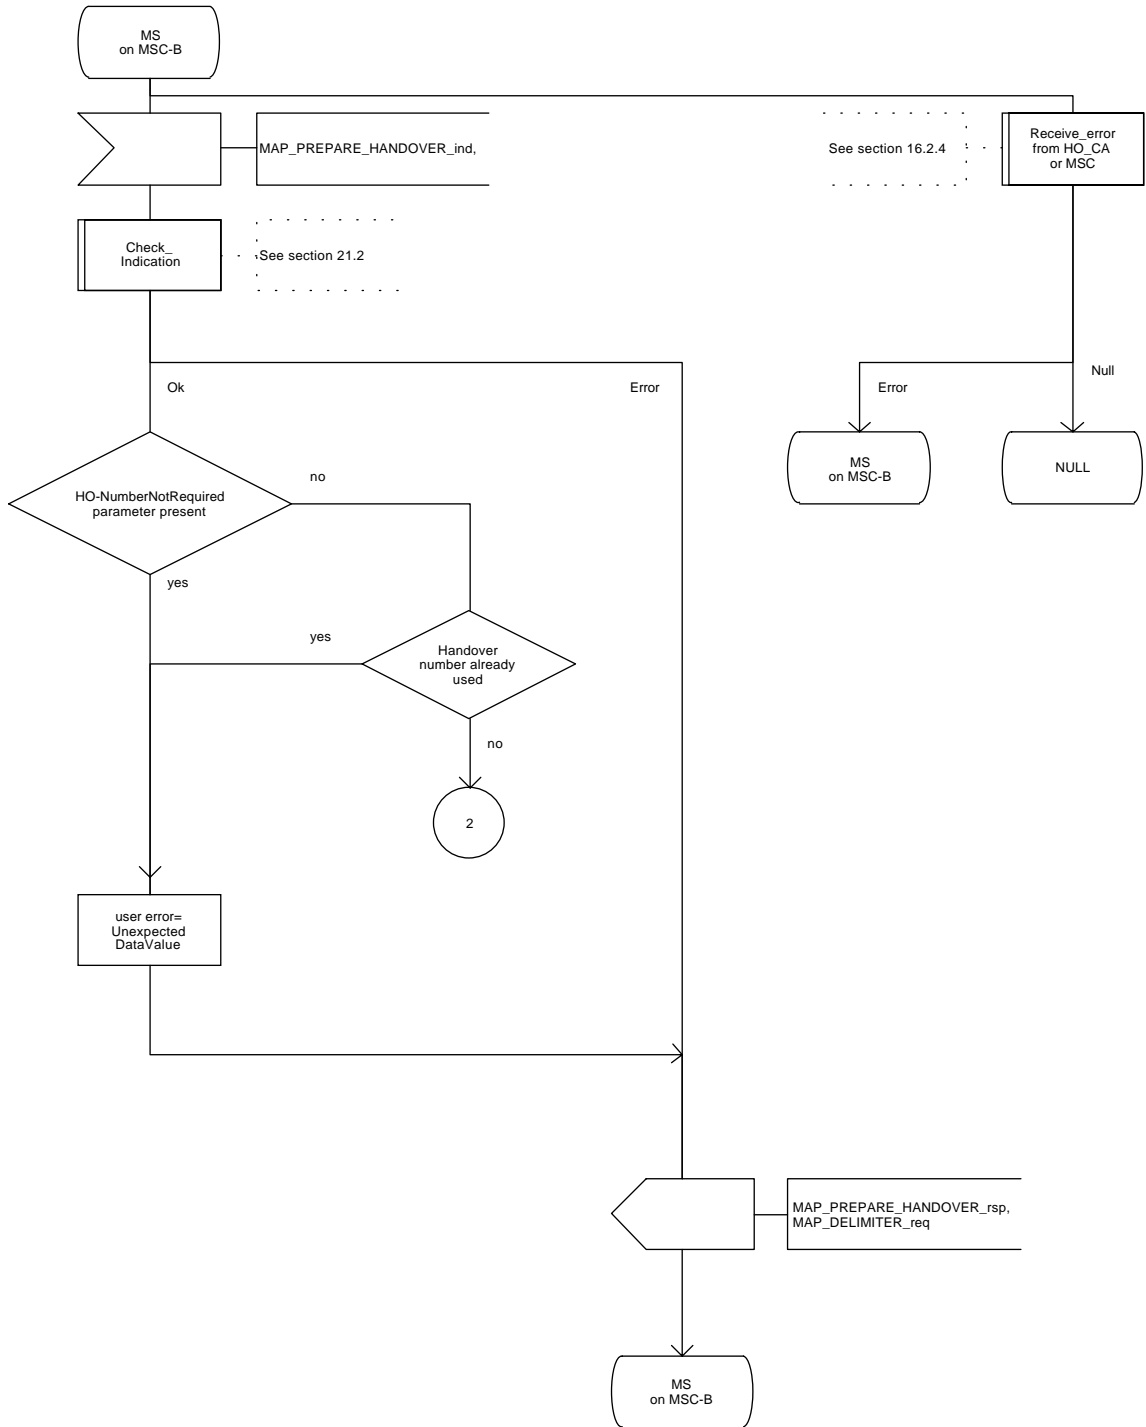 MS
on MSC-B
MAP_PREPARE_HANDOVER_ind,
See section 16.2.4
Receive_error
from HO_CA
or MSC
Check_
Indication
See section 21.2
Ok
Error
Error
Null
MS
on MSC-B
NULL
HO-NumberNotRequired
parameter present
no
yes
yes
Handover
number already
used
no
2
user error=
Unexpected
DataValue
MAP_PREPARE_HANDOVER_rsp,
MAP_DELIMITER_req
MS
on MSC-B